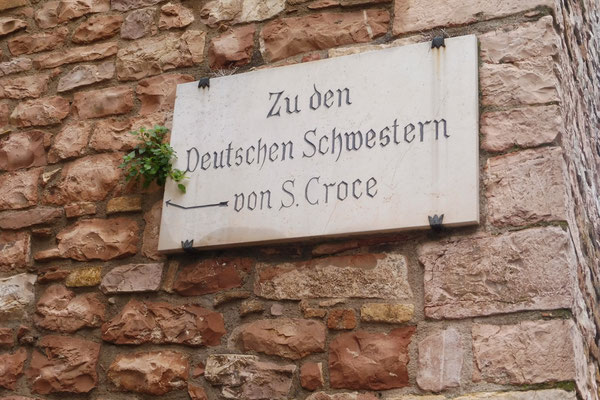 Zu den
Deutschen Schwestern
von S. Croce